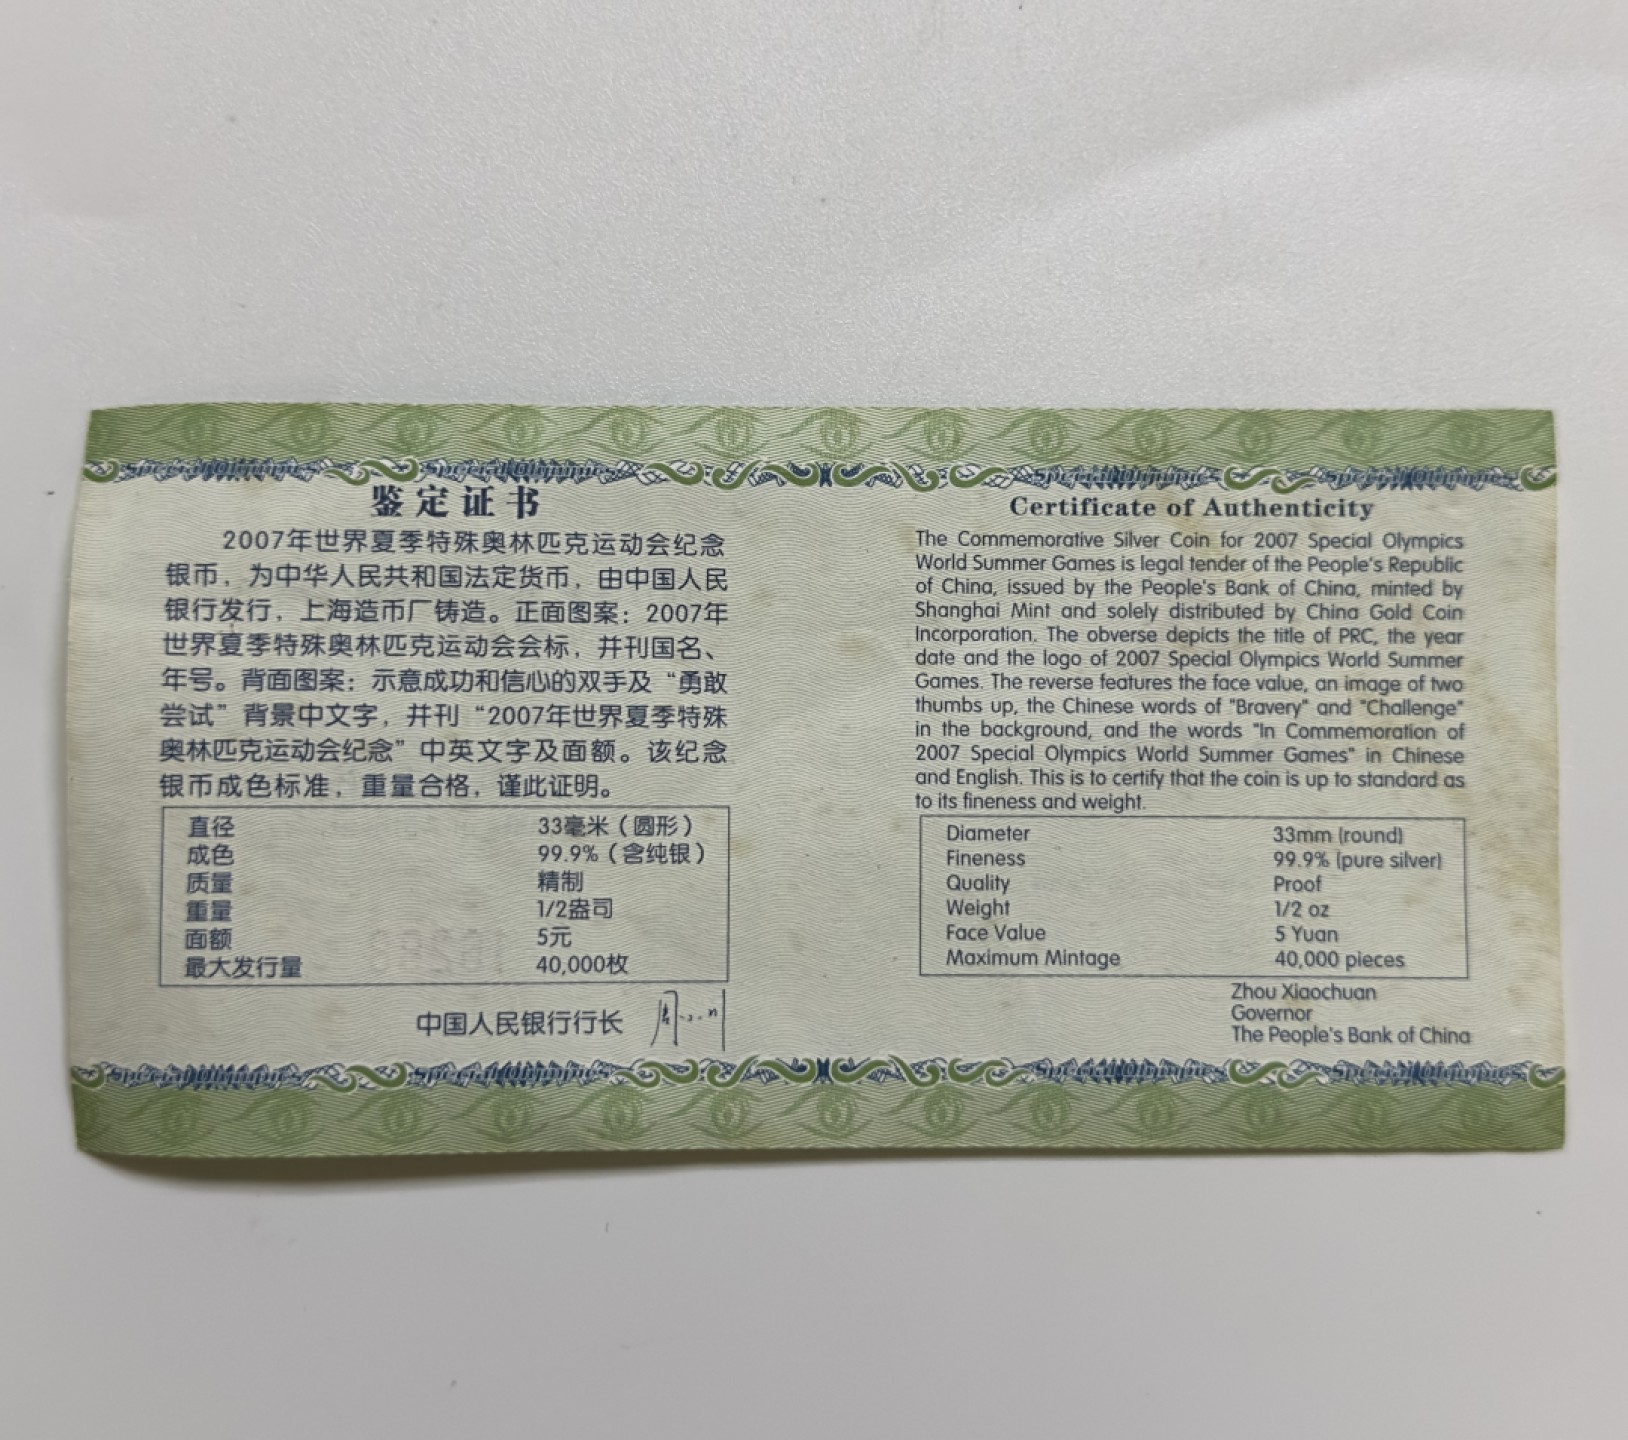 Special Olympics Special Olympics Special Olympics Special Olympics
鉴定证书
2007年世界夏季特殊奥林匹克运动会纪念
银币，为中华人民共和国法定货币，由中国人民
银行发行，上海造币厂铸造。正面图案：2007年
世界夏季特殊奥林匹克运动会会标，并刊国名、
年号。背面图案：示意成功和信心的双手及“勇敢
尝试”背景中文字，并刊“2007年世界夏季特殊
奥林匹克运动会纪念”中英文字及面额。该纪念
银币成色标准，重量合格，谨此证明。
直径 33毫米（圆形）
成色 99.9%（含纯银）
质量 精制
重量 1/2盎司
面额 5元
最大发行量 40,000枚
中国人民银行行长
Certificate of Authenticity
The Commemorative Silver Coin for 2007 Special Olympics
World Summer Games is legal tender of the People's Republic
of China, issued by the People's Bank of China, minted by
Shanghai Mint and solely distributed by China Gold Coin
Incorporation. The obverse depicts the title of PRC, the year
date and the logo of 2007 Special Olympics World Summer
Games. The reverse features the face value, an image of two
thumbs up, the Chinese words of "Bravery" and "Challenge"
in the background, and the words "In Commemoration of
2007 Special Olympics World Summer Games" in Chinese
and English. This is to certify that the coin is up to standard as
to its fineness and weight.
Diameter 33mm (round)
Fineness 99.9% (pure silver)
Quality Proof
Weight 1/2 oz
Face Value 5 Yuan
Maximum Mintage 40,000 pieces
Zhou Xiaochuan
Governor
The People's Bank of China
Special Olympics Special Olympics Special Olympics Special Olympics